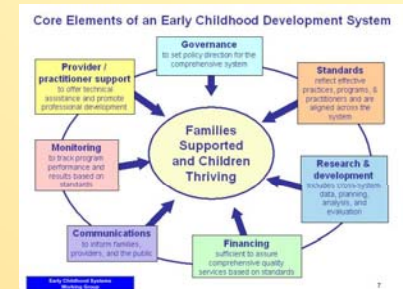 Core Elements of an Early Childhood Development System
Governance
to set policy direction for the
comprehensive system
Provider /
practitioner support
to offer technical
assistance and promote
professional development
Standards
reflect effective
practices, programs, &
practitioners and are
aligned across the
system
Families
Supported
and Children
Thriving
Monitoring
to track program
performance and
results based on
standards
Research &
development
includes cross-system
data, planning,
analysis, and
evaluation
Communications
to inform families,
providers, and the public
Financing
sufficient to assure
comprehensive quality
services based on standards
Early Childhood Systems
Working Group
7